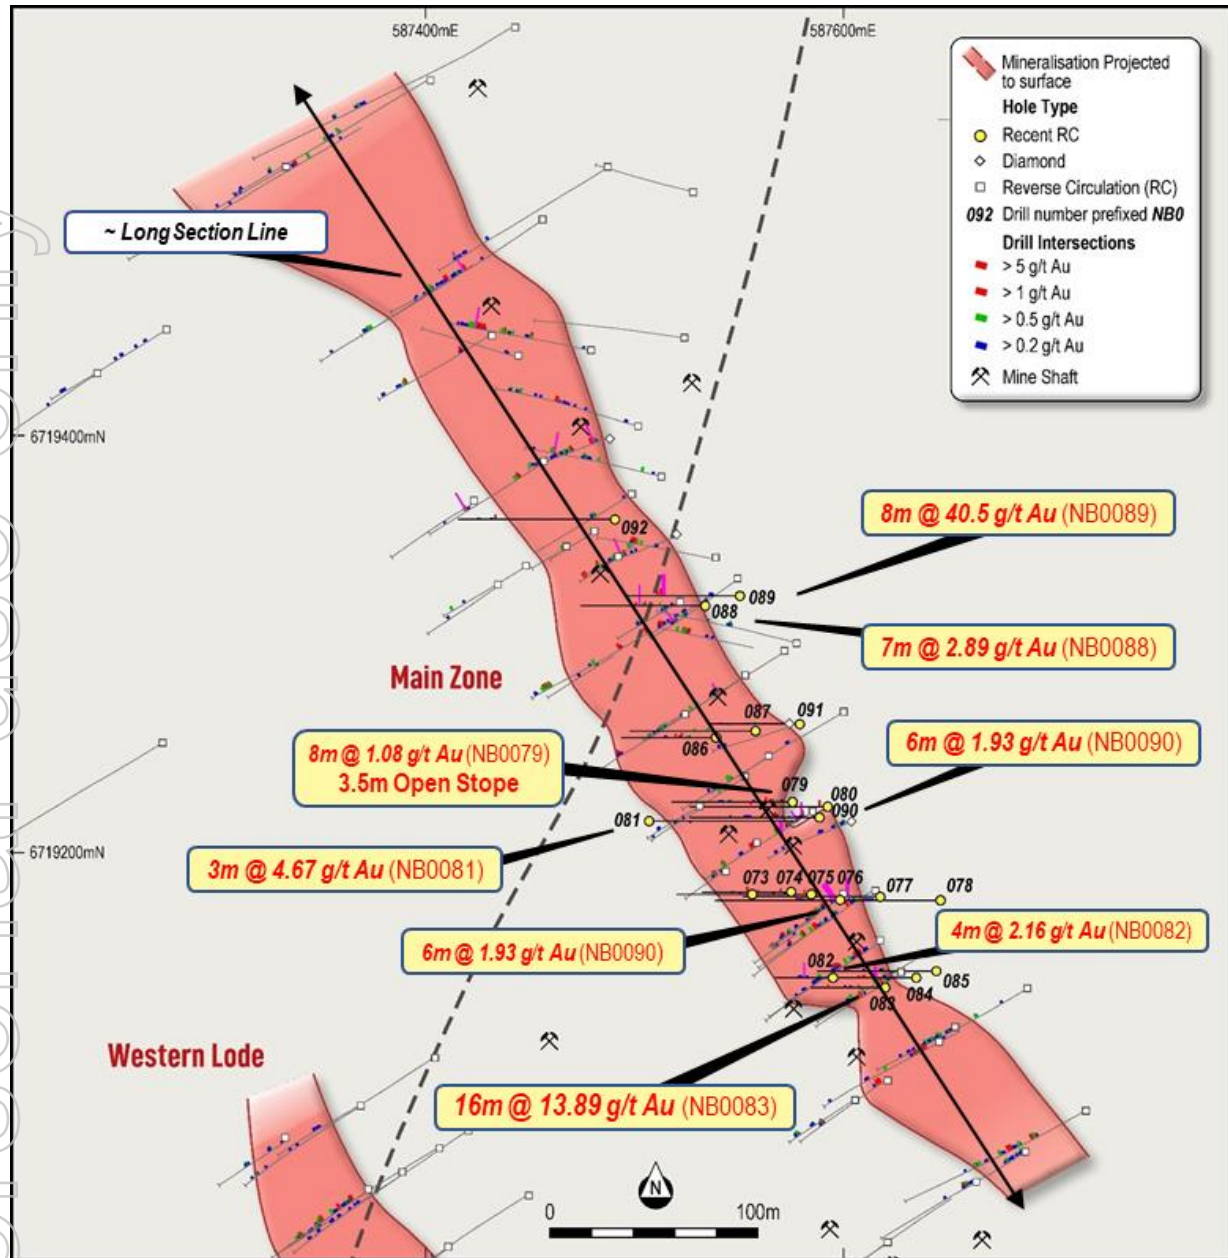 587400mE
587600mE
Mineralisation Projected
to surface
Hole Type
Recent RC
Diamond
Reverse Circulation (RC)
092 Drill number prefixed NB0
Drill Intersections
> 5 g/t Au
> 1 g/t Au
> 0.5 g/t Au
> 0.2 g/t Au
Mine Shaft
~ Long Section Line
6719400mN
092
8m @ 40.5 g/t Au (NB0089)
089
088
7m @ 2.89 g/t Au (NB0088)
Main Zone
087
091
086
8m @ 1.08 g/t Au (NB0079)
3.5m Open Stope
6m @ 1.93 g/t Au (NB0090)
079
080
090
081
6719200mN
3m @ 4.67 g/t Au (NB0081)
073
074
075
076
077
078
6m @ 1.93 g/t Au (NB0090)
4m @ 2.16 g/t Au (NB0082)
082
085
084
083
Western Lode
16m @ 13.89 g/t Au (NB0083)
N
0
100m